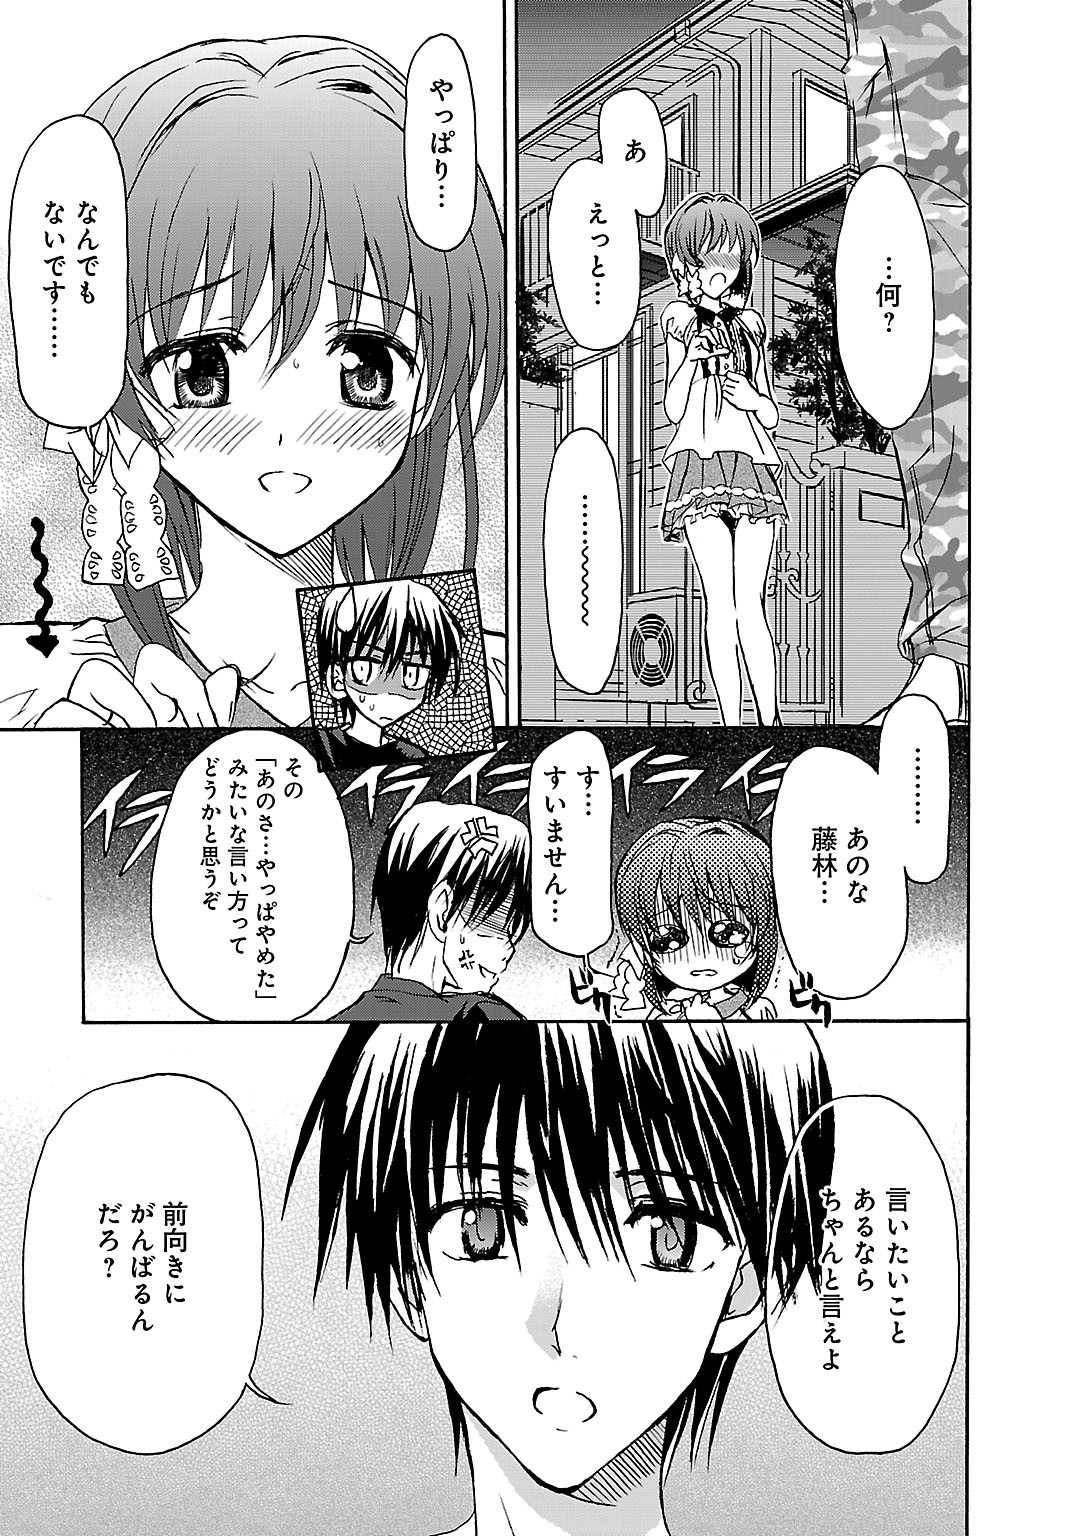 …何?
あ
えっと…
………〜〜〜
やっぱり…
なんでも
ないです……
………
あのな
藤林…
す…
すいません…
ビクッ
ビクッ
イライライライラ
その
「あのさ…やっぱやめた」
みたいな言い方って
どうかと思うぞ
言いたいこと
あるなら
ちゃんと言えよ
前向きに
がんばるん
だろ?